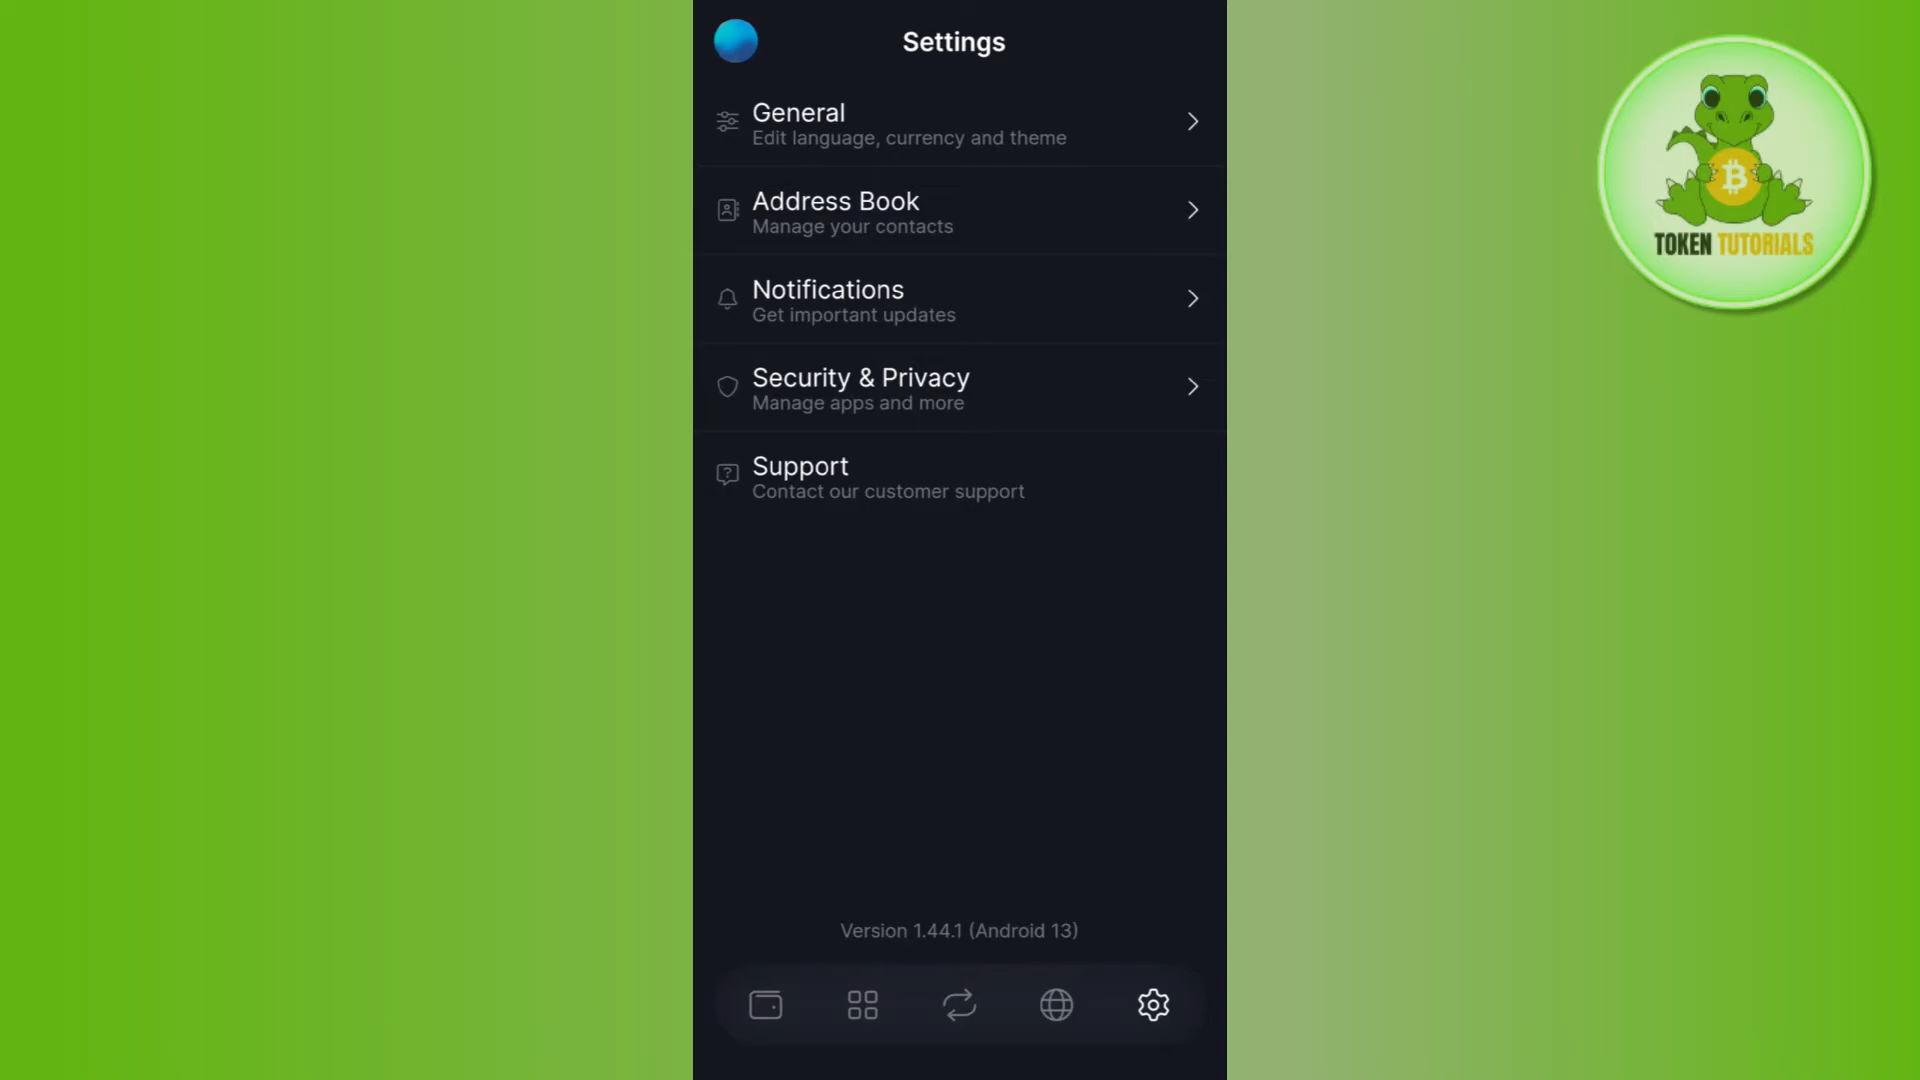 Settings
General
Edit language, currency and theme
Address Book
Manage your contacts
Notifications
Get important updates
Security & Privacy
Manage apps and more
Support
Contact our customer support
Version 1.44.1 (Android 13)
TOKEN TUTORIALS